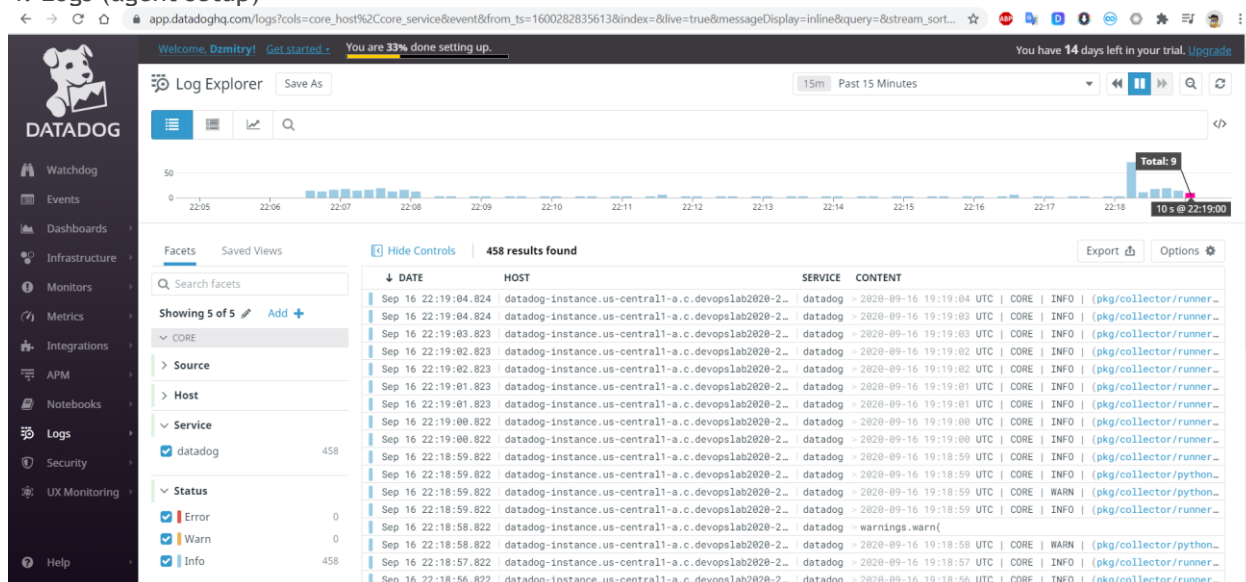 4. Logs (agent setup)
app.datadoghq.com/logs?cols=core_host%2Ccore_service&event&from_ts=1600282835613&index=&live=true&messageDisplay=inline&query=&stream_sort...
Welcome, Dzmitry! Get started
You are 33% done setting up.
You have 14 days left in your trial. Upgrade
DATADOG
Watchdog
Events
Dashboards
Infrastructure
Monitors
Metrics
Integrations
APM
Notebooks
Logs
Security
UX Monitoring
Help
Log Explorer
Save As
15m Past 15 Minutes
</>
50
0
22:05 22:06 22:07 22:08 22:09 22:10 22:11 22:12 22:13 22:14 22:15 22:16 22:17 22:18
Total: 9
10 s @ 22:19:00
Facets Saved Views
Search facets
Showing 5 of 5 Add +
CORE
Source
Host
Service
datadog 458
Status
Error 0
Warn 0
Info 458
Hide Controls 458 results found
Export Options
DATE HOST SERVICE CONTENT
Sep 16 22:19:04.824 datadog-instance.us-central1-a.c.devopslab2020-2… datadog > 2020-09-16 19:19:04 UTC | CORE | INFO | (pkg/collector/runner…
Sep 16 22:19:04.824 datadog-instance.us-central1-a.c.devopslab2020-2… datadog > 2020-09-16 19:19:03 UTC | CORE | INFO | (pkg/collector/runner…
Sep 16 22:19:03.823 datadog-instance.us-central1-a.c.devopslab2020-2… datadog > 2020-09-16 19:19:03 UTC | CORE | INFO | (pkg/collector/runner…
Sep 16 22:19:02.823 datadog-instance.us-central1-a.c.devopslab2020-2… datadog > 2020-09-16 19:19:02 UTC | CORE | INFO | (pkg/collector/runner…
Sep 16 22:19:02.823 datadog-instance.us-central1-a.c.devopslab2020-2… datadog > 2020-09-16 19:19:02 UTC | CORE | INFO | (pkg/collector/runner…
Sep 16 22:19:01.823 datadog-instance.us-central1-a.c.devopslab2020-2… datadog > 2020-09-16 19:19:01 UTC | CORE | INFO | (pkg/collector/runner…
Sep 16 22:19:01.823 datadog-instance.us-central1-a.c.devopslab2020-2… datadog > 2020-09-16 19:19:01 UTC | CORE | INFO | (pkg/collector/runner…
Sep 16 22:19:00.822 datadog-instance.us-central1-a.c.devopslab2020-2… datadog > 2020-09-16 19:19:00 UTC | CORE | INFO | (pkg/collector/runner…
Sep 16 22:19:00.822 datadog-instance.us-central1-a.c.devopslab2020-2… datadog > 2020-09-16 19:19:00 UTC | CORE | INFO | (pkg/collector/runner…
Sep 16 22:18:59.822 datadog-instance.us-central1-a.c.devopslab2020-2… datadog > 2020-09-16 19:18:59 UTC | CORE | INFO | (pkg/collector/python…
Sep 16 22:18:59.822 datadog-instance.us-central1-a.c.devopslab2020-2… datadog > 2020-09-16 19:18:59 UTC | CORE | WARN | (pkg/collector/python…
Sep 16 22:18:59.822 datadog-instance.us-central1-a.c.devopslab2020-2… datadog > 2020-09-16 19:18:59 UTC | CORE | INFO | (pkg/collector/runner…
Sep 16 22:18:58.822 datadog-instance.us-central1-a.c.devopslab2020-2… datadog > warnings.warn(
Sep 16 22:18:58.822 datadog-instance.us-central1-a.c.devopslab2020-2… datadog > 2020-09-16 19:18:58 UTC | CORE | WARN | (pkg/collector/python…
Sep 16 22:18:57.822 datadog-instance.us-central1-a.c.devopslab2020-2… datadog > 2020-09-16 19:18:57 UTC | CORE | INFO | (pkg/collector/runner…
Sep 16 22:18:56.822 datadog-instance.us-central1-a.c.devopslab2020-2… datadog > 2020-09-16 19:18:56 UTC | CORE | INFO | (pkg/collector/runner…